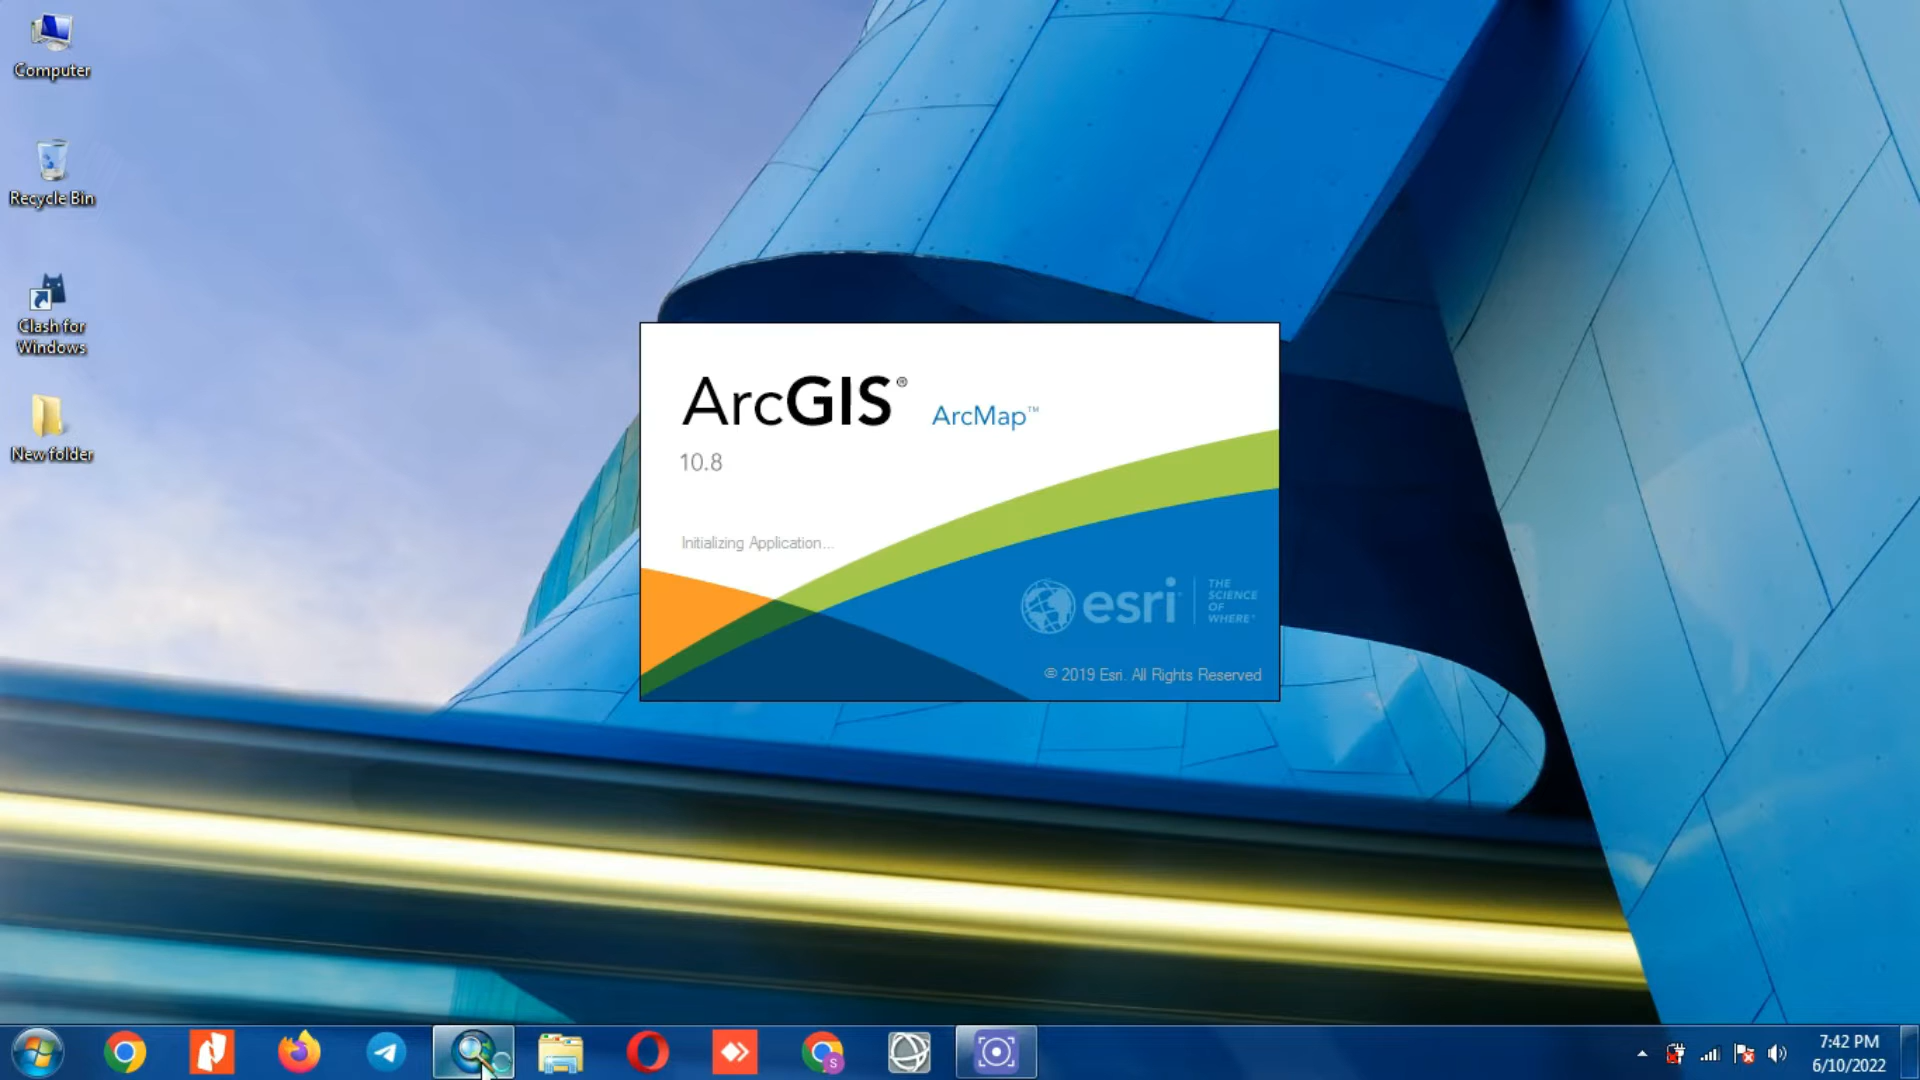 Computer
Recycle Bin
Clash for
Windows
New folder
ArcGIS® ArcMap™
10.8
Initializing Application...
esri
THE
SCIENCE
OF
WHERE®
© 2019 Esri. All Rights Reserved
S
7:42 PM
6/10/2022